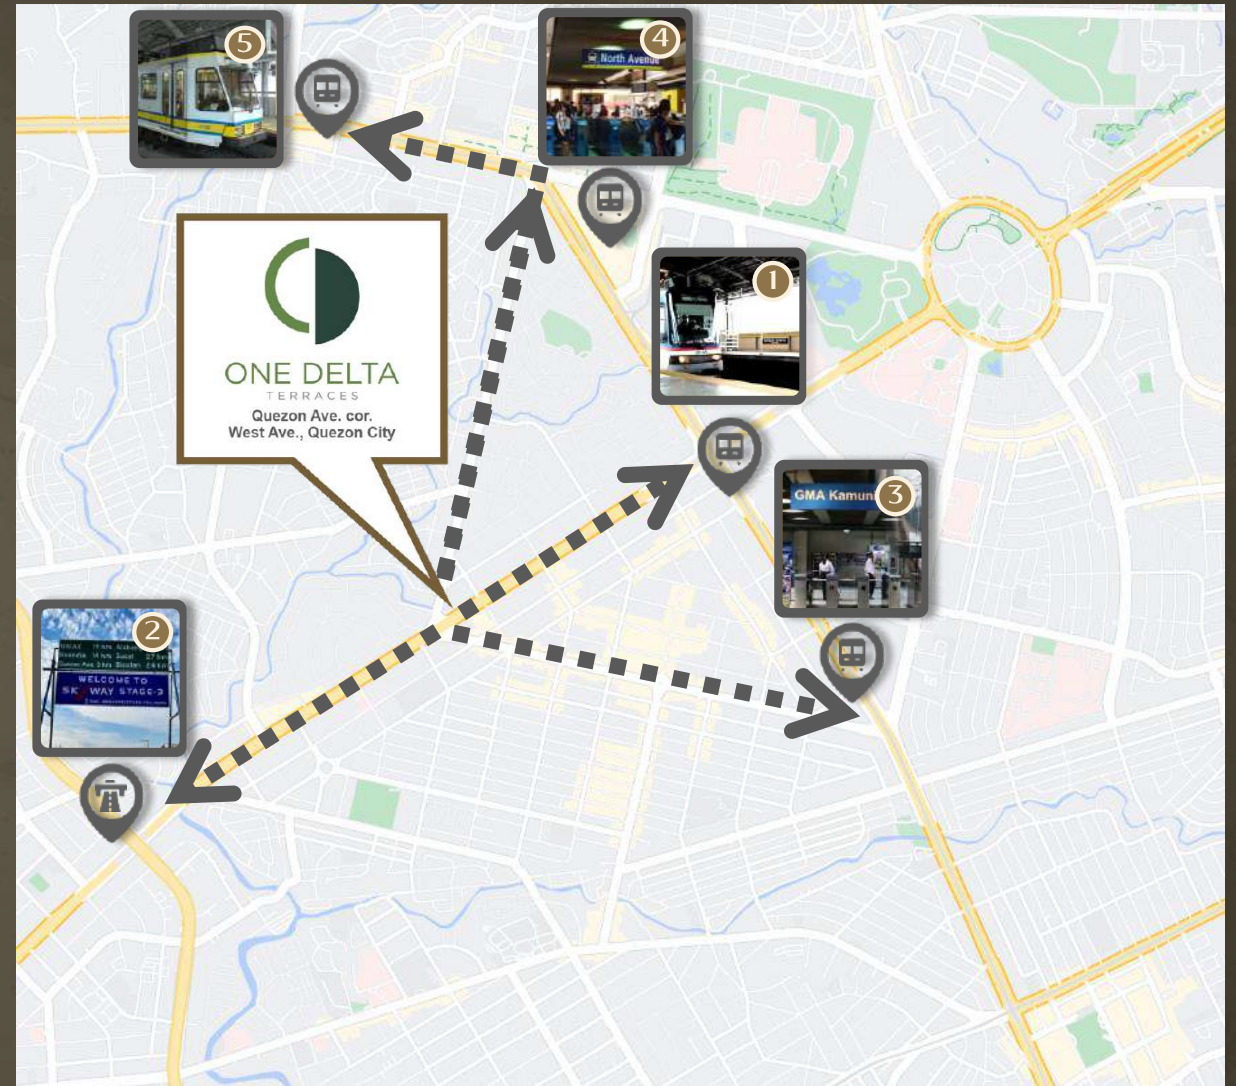 5
4
North Avenue
1
ONE DELTA
TERRACES
Quezon Ave. cor.
West Ave., Quezon City
GMA Kamun
3
2
WELCOME TO
SKYWAY STAGE-3